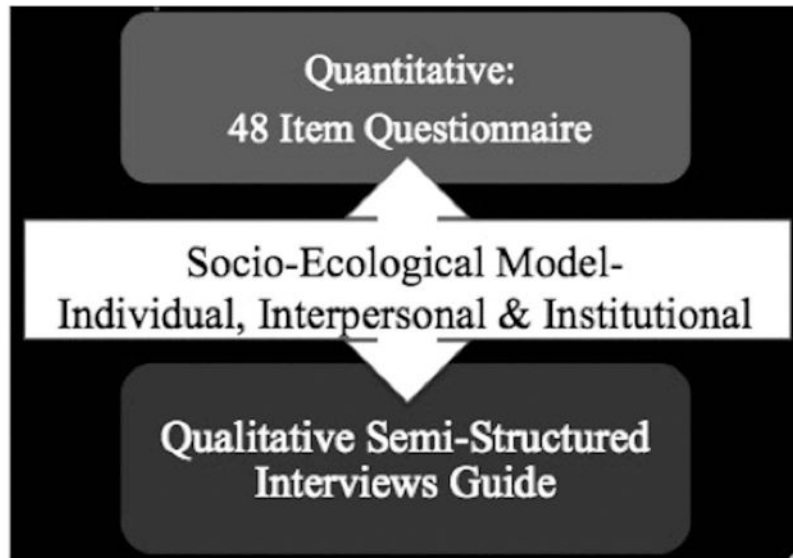 Quantitative:
48 Item Questionnaire
Socio-Ecological Model-
Individual, Interpersonal & Institutional
Qualitative Semi-Structured
Interviews Guide